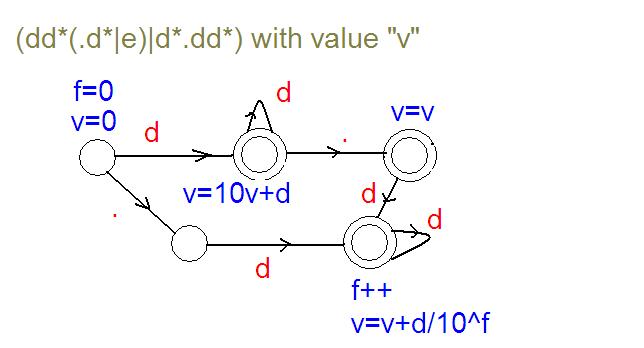 (dd*(.d*|e)|d*.dd*) with value "v"
f=0
v=0
d
d
.
v=v
v=10v+d
.
d
d
d
f++
v=v+d/10^f